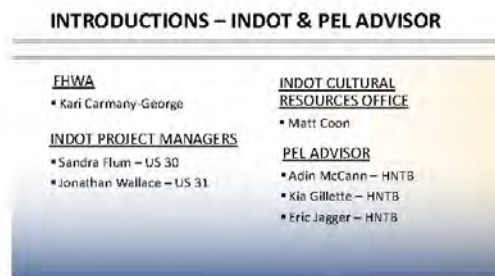 INTRODUCTIONS – INDOT & PEL ADVISOR
FHWA
▪ Kari Carmany-George
INDOT PROJECT MANAGERS
▪ Sandra Flum – US 30
▪ Jonathan Wallace – US 31
INDOT CULTURAL
RESOURCES OFFICE
▪ Matt Coon
PEL ADVISOR
▪ Adin McCann – HNTB
▪ Kia Gillette – HNTB
▪ Eric Jagger – HNTB